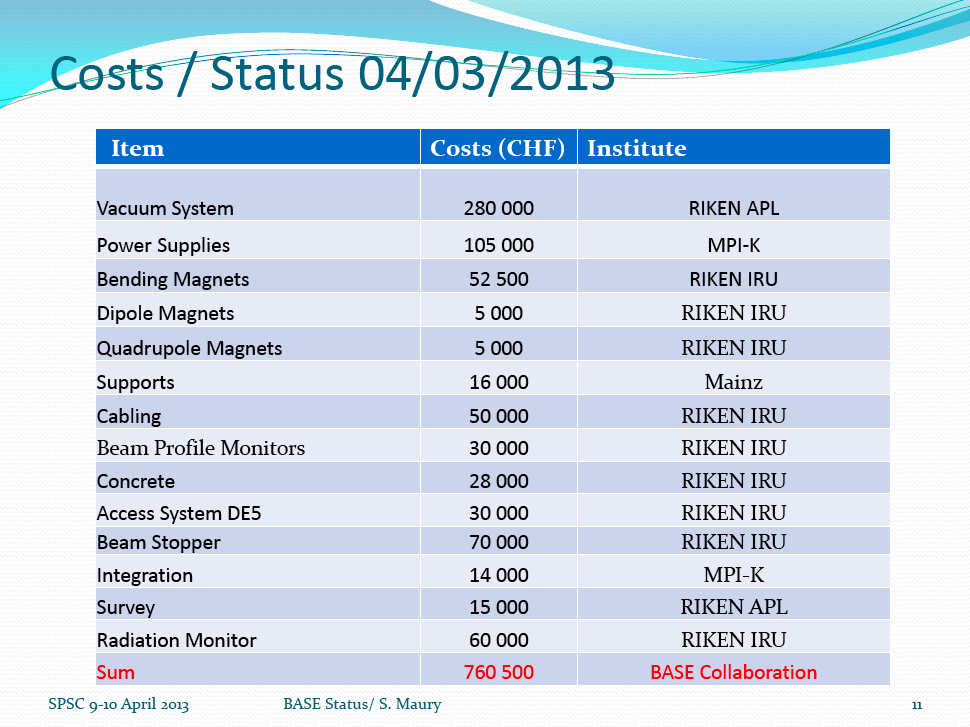 Costs / Status 04/03/2013
Item Costs (CHF) Institute
Vacuum System 280 000 RIKEN APL
Power Supplies 105 000 MPI-K
Bending Magnets 52 500 RIKEN IRU
Dipole Magnets 5 000 RIKEN IRU
Quadrupole Magnets 5 000 RIKEN IRU
Supports 16 000 Mainz
Cabling 50 000 RIKEN IRU
Beam Profile Monitors 30 000 RIKEN IRU
Concrete 28 000 RIKEN IRU
Access System DE5 30 000 RIKEN IRU
Beam Stopper 70 000 RIKEN IRU
Integration 14 000 MPI-K
Survey 15 000 RIKEN APL
Radiation Monitor 60 000 RIKEN IRU
Sum 760 500 BASE Collaboration
SPSC 9-10 April 2013 BASE Status/ S. Maury 11